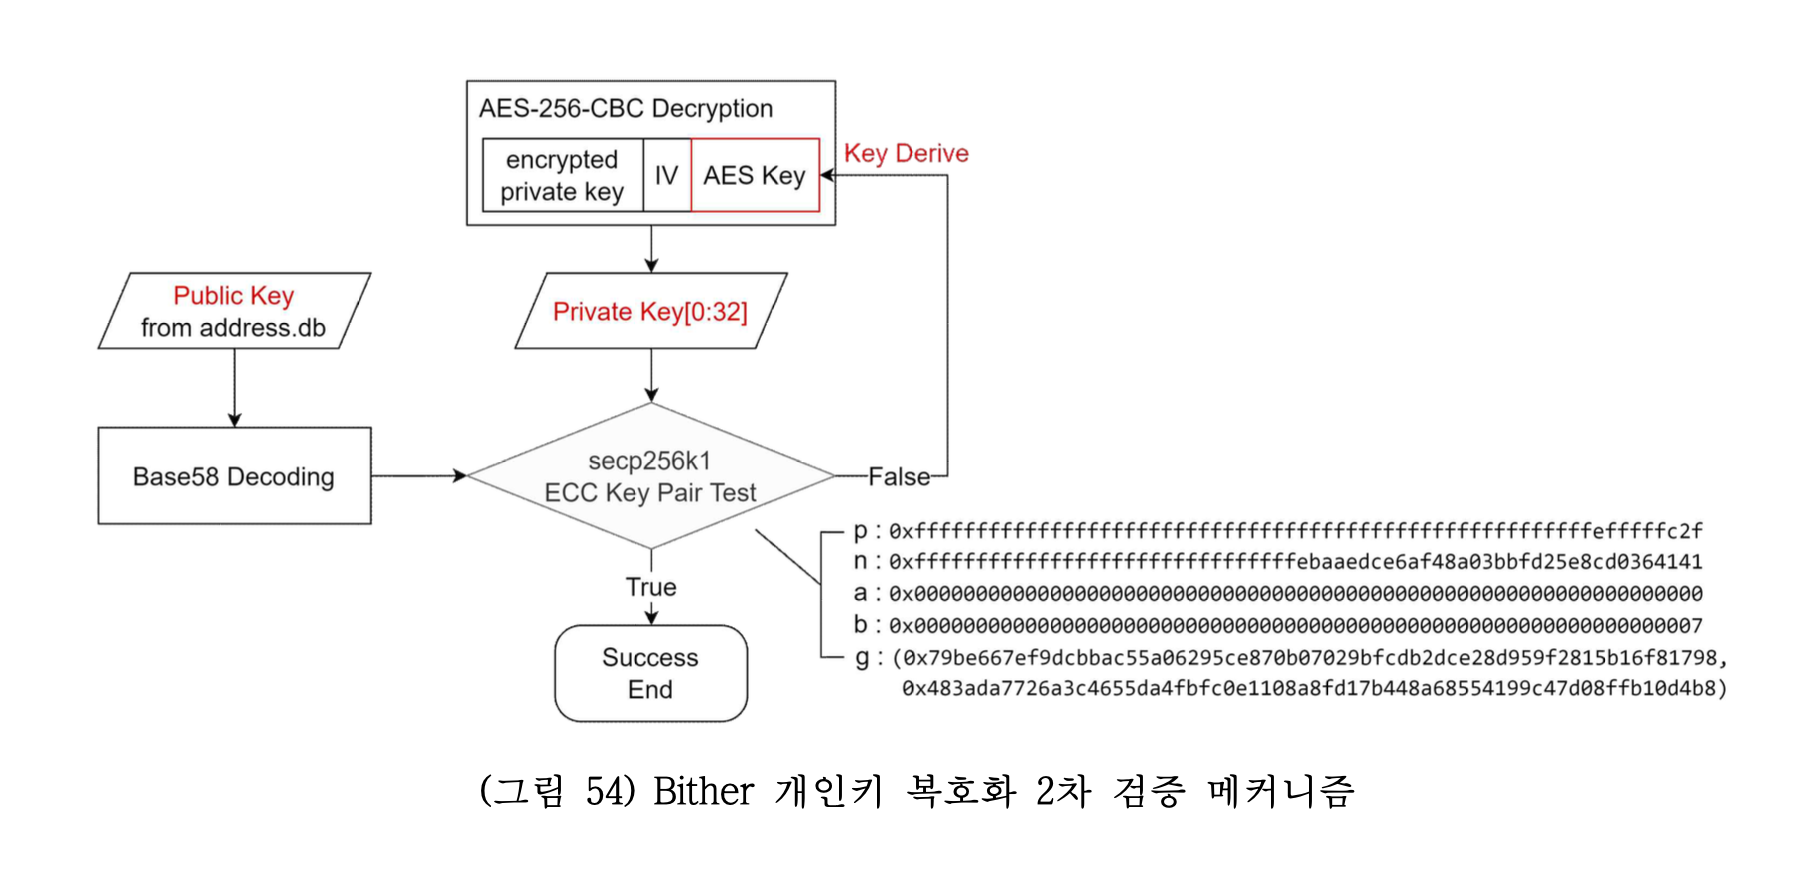 AES-256-CBC Decryption
encrypted
private key
IV
AES Key
Key Derive
Public Key
from address.db
Private Key[0:32]
Base58 Decoding
secp256k1
ECC Key Pair Test
False
True
Success
End
p : 0xfffffffffffffffffffffffffffffffffffffffffffffffffffffffefffffc2f
n : 0xfffffffffffffffffffffffffffffffebaaedce6af48a03bbfd25e8cd0364141
a : 0x0000000000000000000000000000000000000000000000000000000000000000
b : 0x0000000000000000000000000000000000000000000000000000000000000007
g : (0x79be667ef9dcbbac55a06295ce870b07029bfcdb2dce28d959f2815b16f81798,
0x483ada7726a3c4655da4fbfc0e1108a8fd17b448a68554199c47d08ffb10d4b8)
(그림 54) Bither 개인키 복호화 2차 검증 메커니즘